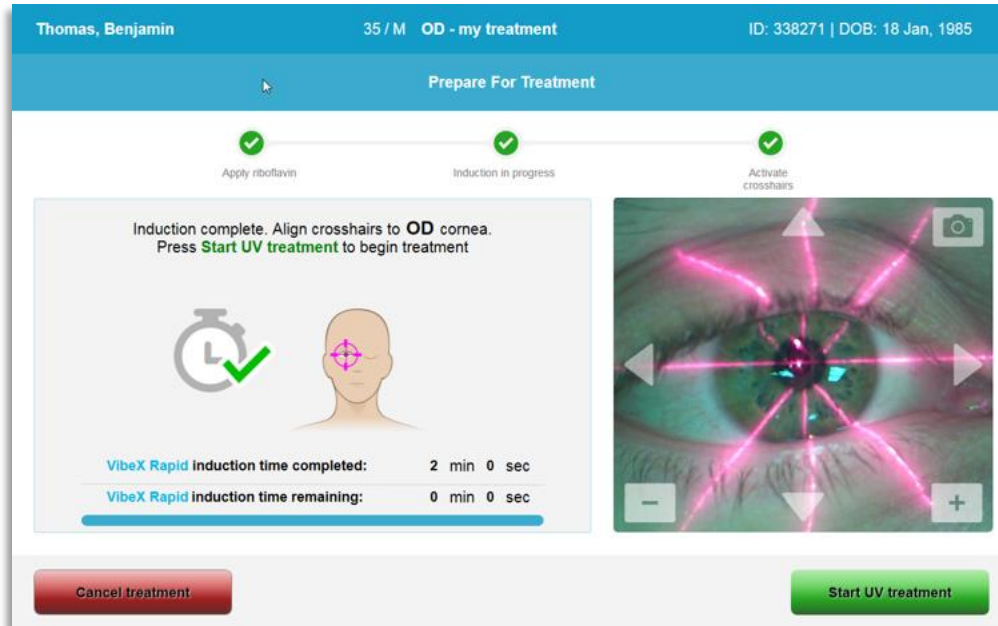 Thomas, Benjamin 35 / M OD - my treatment ID: 338271 | DOB: 18 Jan, 1985
Prepare For Treatment
Apply riboflavin Induction in progress Activate
crosshairs
Induction complete. Align crosshairs to OD cornea.
Press Start UV treatment to begin treatment
VibeX Rapid induction time completed: 2 min 0 sec
VibeX Rapid induction time remaining: 0 min 0 sec
Cancel treatment Start UV treatment